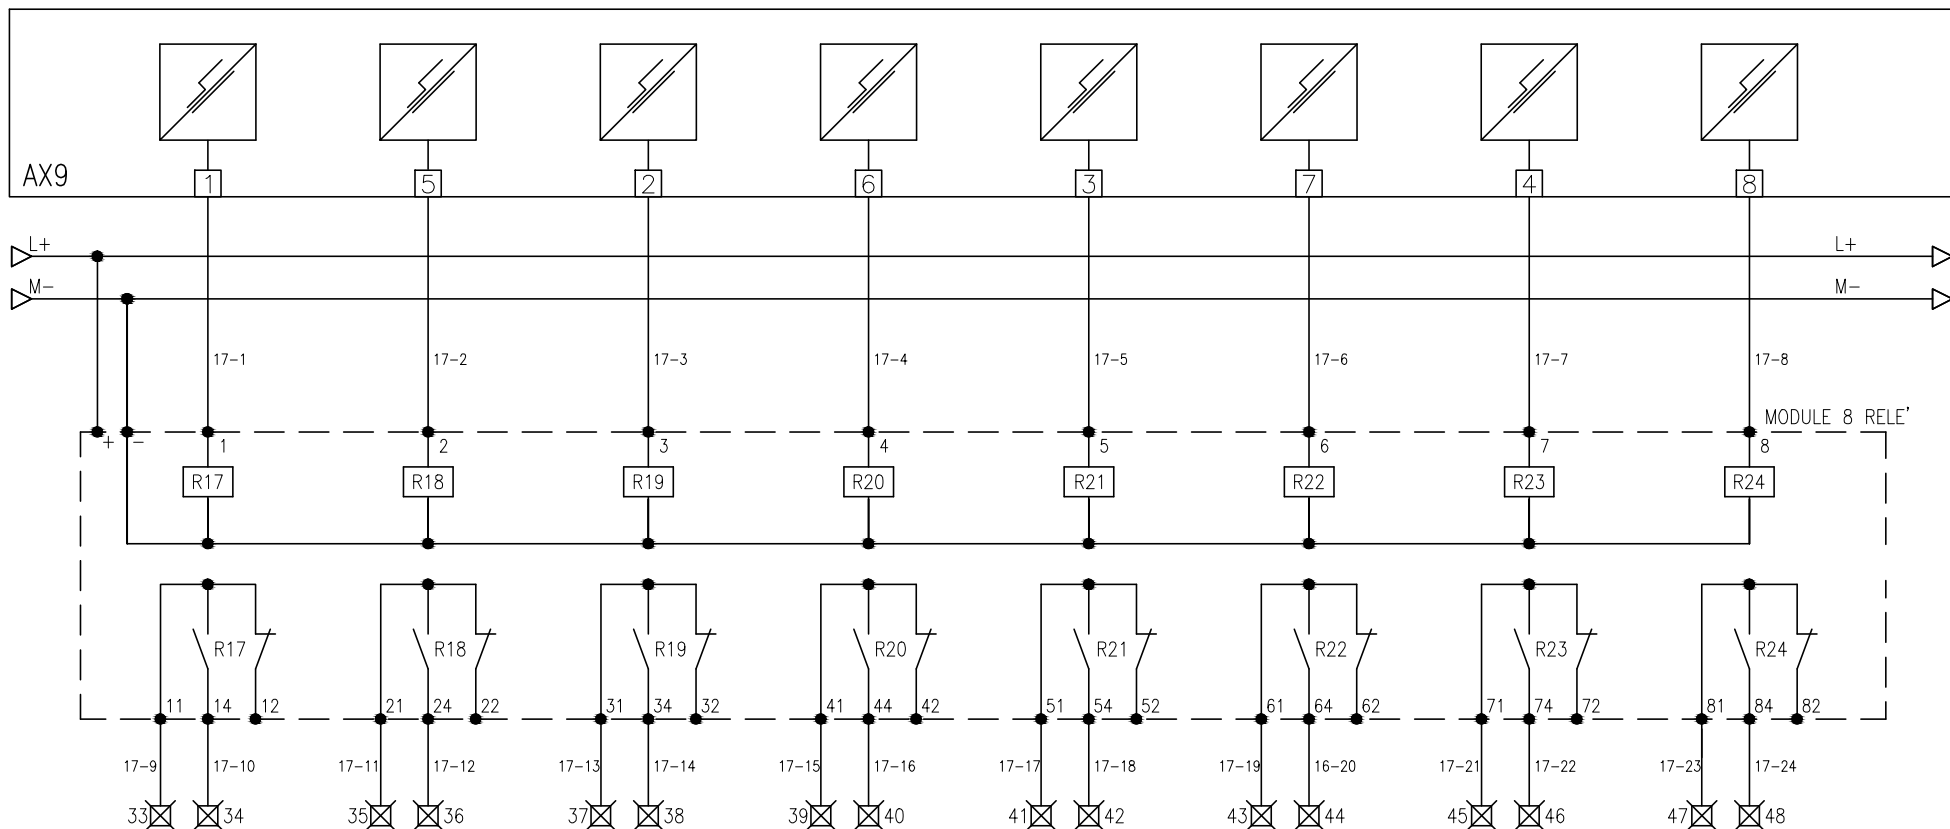 AX9
1 5 2 6 3 7 4 8
L+ L+
M- M-
17-1 17-2 17-3 17-4 17-5 17-6 17-7 17-8
MODULE 8 RELE'
+ - 1 2 3 4 5 6 7 8
R17 R18 R19 R20 R21 R22 R23 R24
R17 R18 R19 R20 R21 R22 R23 R24
11 14 12 21 24 22 31 34 32 41 44 42 51 54 52 61 64 62 71 74 72 81 84 82
17-9 17-10 17-11 17-12 17-13 17-14 17-15 17-16 17-17 17-18 17-19 16-20 17-21 17-22 17-23 17-24
33 34 35 36 37 38 39 40 41 42 43 44 45 46 47 48